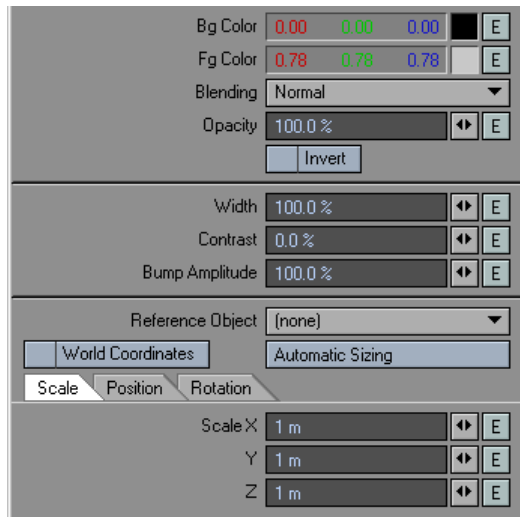 Bg Color 0.00 0.00 0.00 E
Fg Color 0.78 0.78 0.78 E
Blending Normal
Opacity 100.0 % E
Invert
Width 100.0 % E
Contrast 0.0 % E
Bump Amplitude 100.0 % E
Reference Object (none)
World Coordinates Automatic Sizing
Scale Position Rotation
Scale X 1 m E
Y 1 m E
Z 1 m E